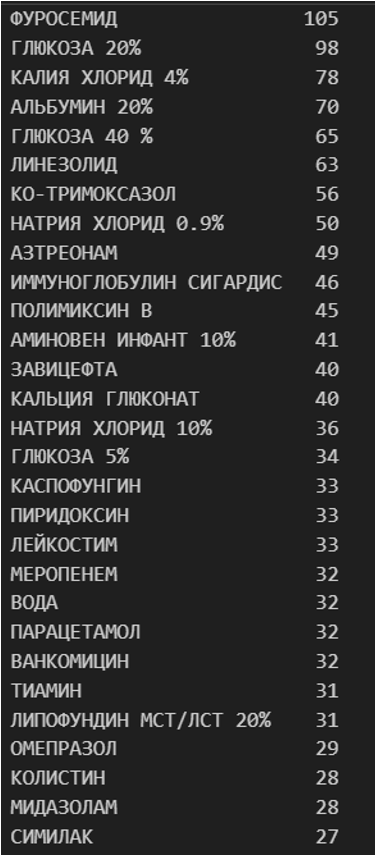 ФУРОСЕМИД 105
ГЛЮКОЗА 20% 98
КАЛИЯ ХЛОРИД 4% 78
АЛЬБУМИН 20% 70
ГЛЮКОЗА 40 % 65
ЛИНЕЗОЛИД 63
КО-ТРИМОКСАЗОЛ 56
НАТРИЯ ХЛОРИД 0.9% 50
АЗТРЕОНАМ 49
ИММУНОГЛОБУЛИН СИГАРДИС 46
ПОЛИМИКСИН В 45
АМИНОВЕН ИНФАНТ 10% 41
ЗАВИЦЕФТА 40
КАЛЬЦИЯ ГЛЮКОНАТ 40
НАТРИЯ ХЛОРИД 10% 36
ГЛЮКОЗА 5% 34
КАСПОФУНГИН 33
ПИРИДОКСИН 33
ЛЕЙКОСТИМ 33
МЕРОПЕНЕМ 32
ВОДА 32
ПАРАЦЕТАМОЛ 32
ВАНКОМИЦИН 32
ТИАМИН 31
ЛИПОФУНДИН МСТ/ЛСТ 20% 31
ОМЕПРАЗОЛ 29
КОЛИСТИН 28
МИДАЗОЛАМ 28
СИМИЛАК 27